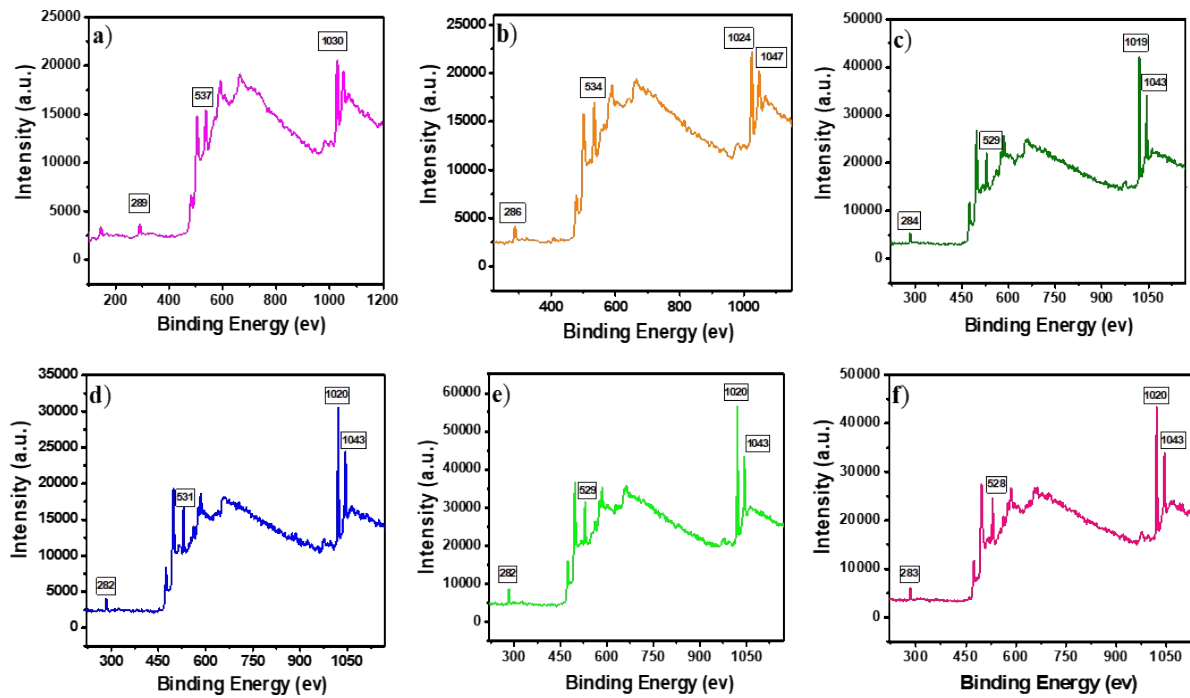 a)
25000
20000
15000
10000
5000
0
289
537
1030
200 400 600 800 1000 1200
Binding Energy (ev)
Intensity (a.u.)
b)
25000
20000
15000
10000
5000
0
286
534
1024
1047
400 600 800 1000
Binding Energy (ev)
Intensity (a.u.)
c)
50000
40000
30000
20000
10000
0
284
529
1019
1043
300 450 600 750 900 1050
Binding Energy (ev)
Intensity (a.u.)
d)
35000
30000
25000
20000
15000
10000
5000
0
282
531
1020
1043
300 450 600 750 900 1050
Binding Energy (ev)
Intensity (a.u.)
e)
60000
50000
40000
30000
20000
10000
0
282
529
1020
1043
300 450 600 750 900 1050
Binding Energy (ev)
Intensity (a.u.)
f)
50000
40000
30000
20000
10000
0
283
528
1020
1043
300 450 600 750 900 1050
Binding Energy (ev)
Intensity (a.u.)